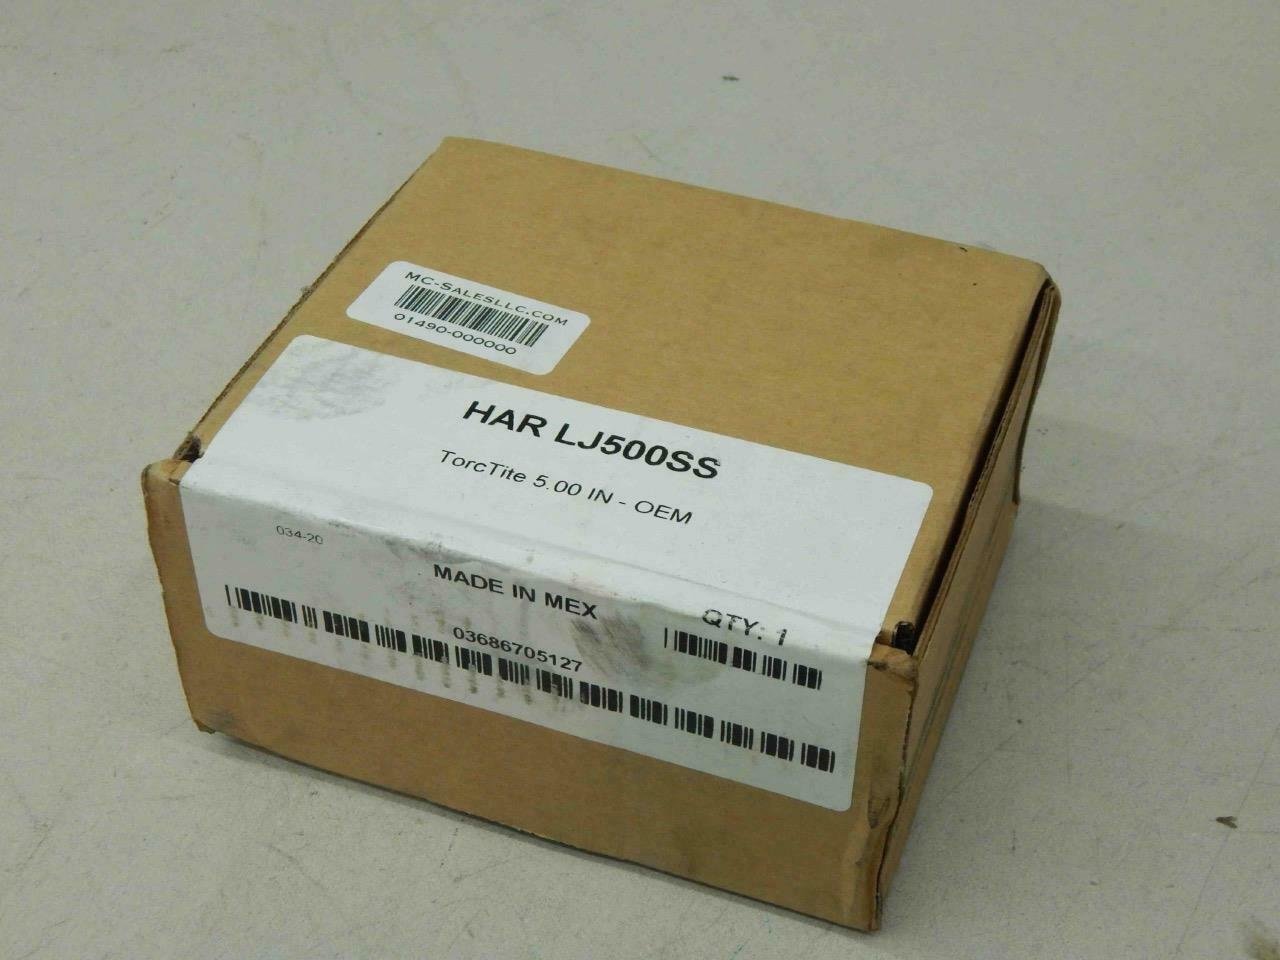 MC-SALESLLC.COM
01490-000000
HAR LJ500SS
TorcTite 5.00 IN - OEM
034-20
MADE IN MEX
QTY: 1
03686705127